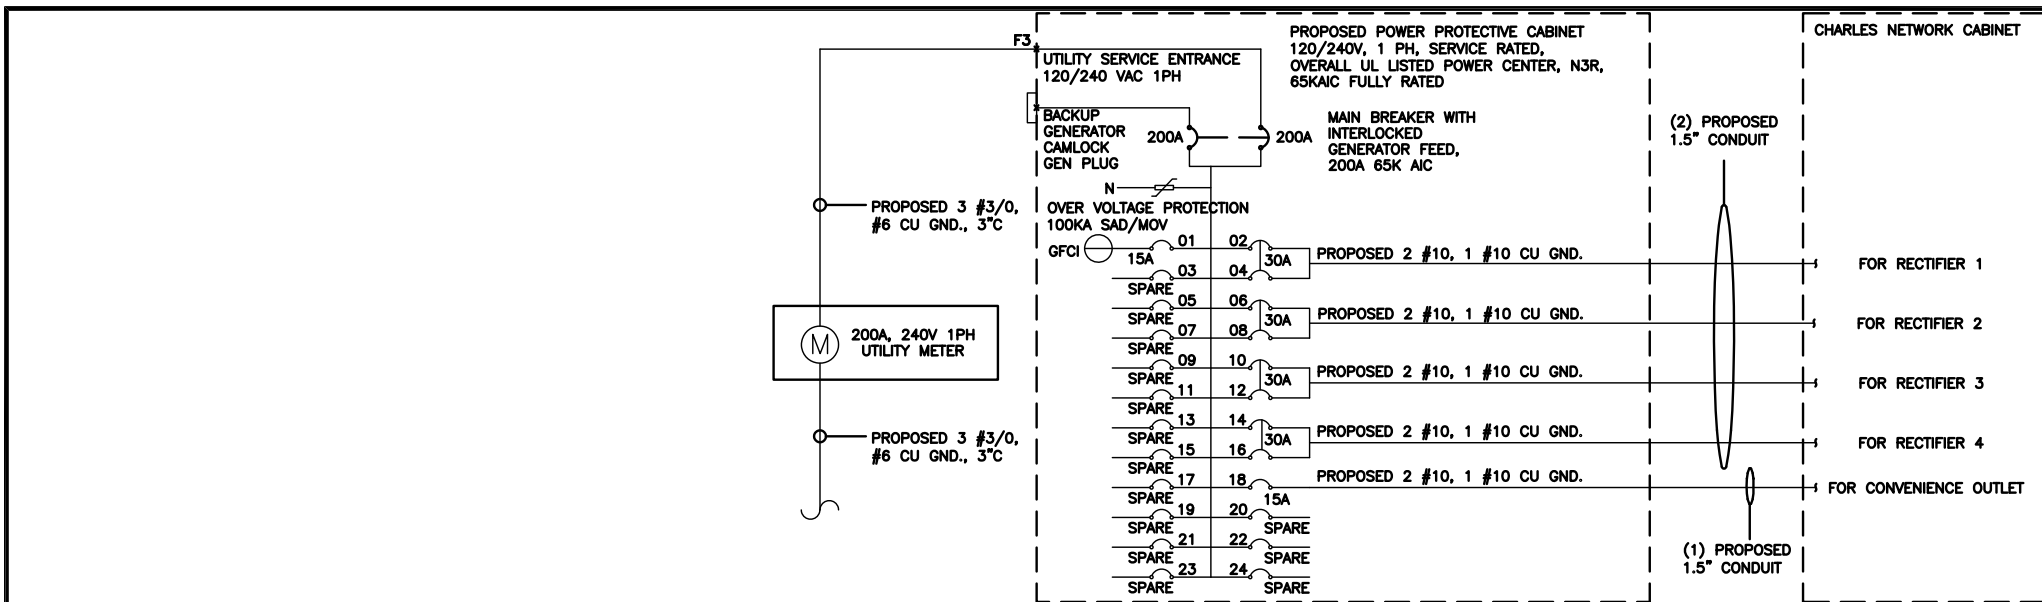 F3
UTILITY SERVICE ENTRANCE
120/240 VAC 1PH
PROPOSED POWER PROTECTIVE CABINET
120/240V, 1 PH, SERVICE RATED,
OVERALL UL LISTED POWER CENTER, N3R,
65KAIC FULLY RATED
CHARLES NETWORK CABINET
BACKUP
GENERATOR
CAMLOCK
GEN PLUG
200A
200A
MAIN BREAKER WITH
INTERLOCKED
GENERATOR FEED,
200A 65K AIC
(2) PROPOSED
1.5" CONDUIT
N
OVER VOLTAGE PROTECTION
100KA SAD/MOV
PROPOSED 3 #3/0,
#6 CU GND., 3"C
GFCI
15A
01
02
30A
PROPOSED 2 #10, 1 #10 CU GND.
FOR RECTIFIER 1
03
04
SPARE
05
06
30A
PROPOSED 2 #10, 1 #10 CU GND.
FOR RECTIFIER 2
SPARE
07
08
SPARE
M
200A, 240V 1PH
UTILITY METER
09
10
30A
PROPOSED 2 #10, 1 #10 CU GND.
FOR RECTIFIER 3
SPARE
11
12
SPARE
13
14
30A
PROPOSED 2 #10, 1 #10 CU GND.
FOR RECTIFIER 4
SPARE
15
16
SPARE
PROPOSED 3 #3/0,
#6 CU GND., 3"C
17
18
15A
PROPOSED 2 #10, 1 #10 CU GND.
FOR CONVENIENCE OUTLET
SPARE
19
20
SPARE
SPARE
21
22
SPARE
SPARE
23
24
SPARE
SPARE
(1) PROPOSED
1.5" CONDUIT